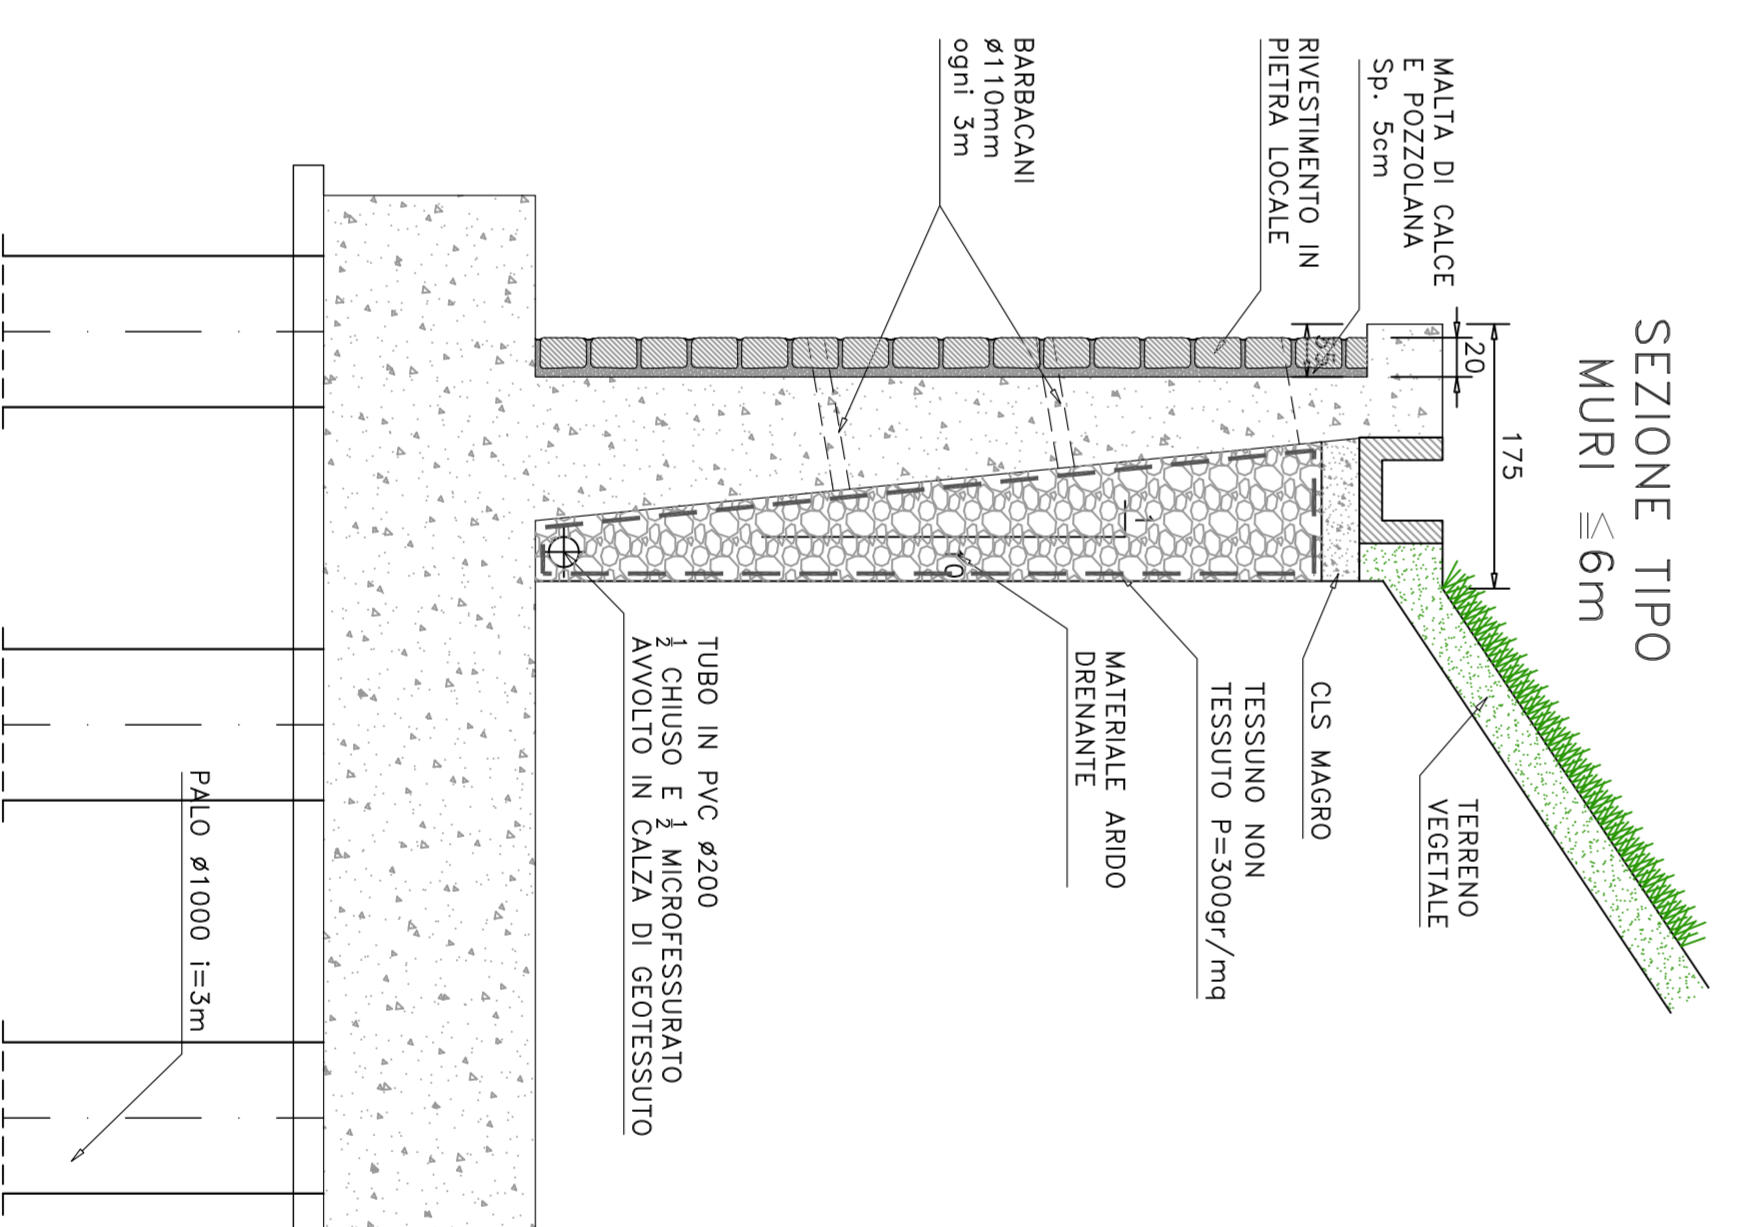 SEZIONE TIPO
MURI ≤6m
175
20
MALTA DI CALCE
E POZZOLANA
Sp. 5cm
RIVESTIMENTO IN
PIETRA LOCALE
BARBACANI
ø110mm
ogni 3m
TERRENO
VEGETALE
CLS MAGRO
TESSUNO NON
TESSUTO P=300gr/mq
MATERIALE ARIDO
DRENANTE
TUBO IN PVC ø200
½ CHIUSO E ½ MICROFESSURATO
AVVOLTO IN CALZA DI GEOTESSUTO
PALO ø1000 i=3m